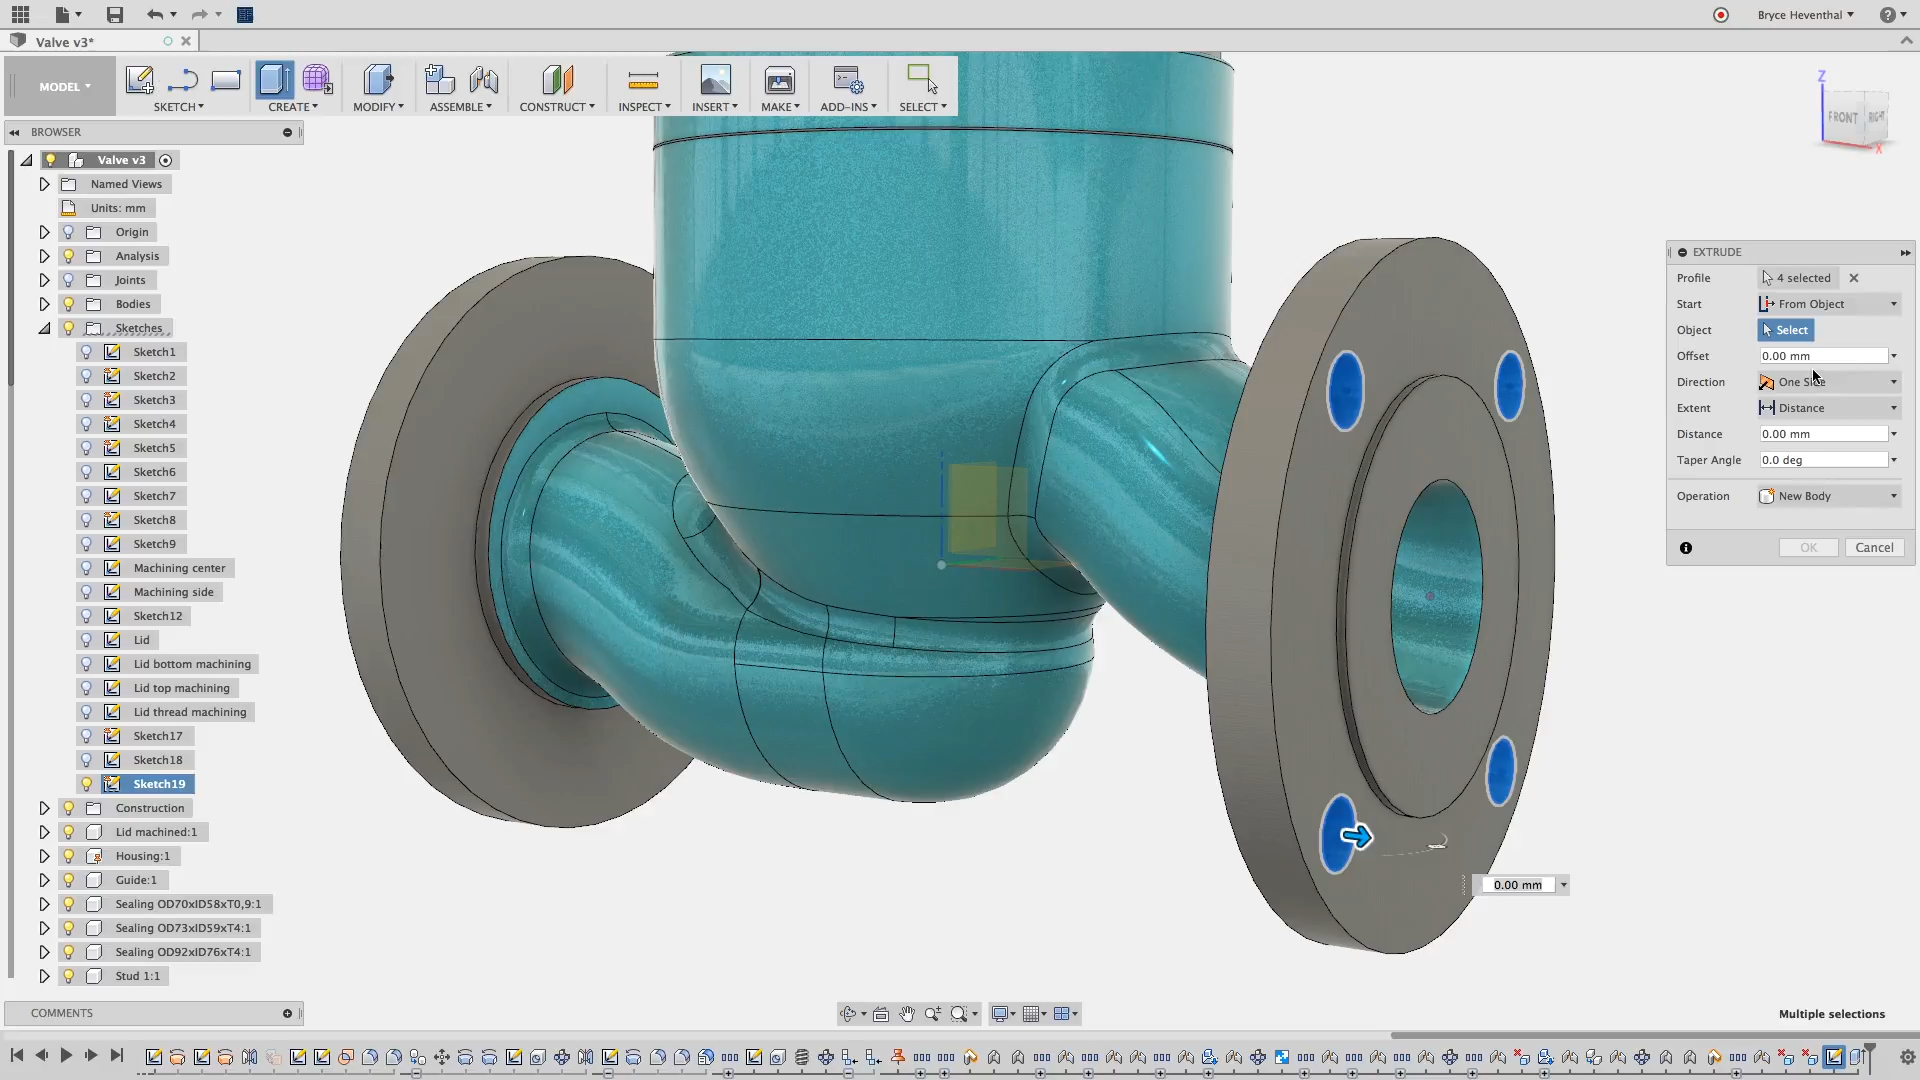 Bryce Heventhal
Valve v3*
MODEL
SKETCH
CREATE
MODIFY
ASSEMBLE
CONSTRUCT
INSPECT
INSERT
MAKE
ADD-INS
SELECT
BROWSER
Valve v3
Named Views
Units: mm
Origin
Analysis
Joints
Bodies
Sketches
Sketch1
Sketch2
Sketch3
Sketch4
Sketch5
Sketch6
Sketch7
Sketch8
Sketch9
Machining center
Machining side
Sketch12
Lid
Lid bottom machining
Lid top machining
Lid thread machining
Sketch17
Sketch18
Sketch19
Construction
Lid machined:1
Housing:1
Guide:1
Sealing OD70xID58xT0,9:1
Sealing OD73xID59xT4:1
Sealing OD92xID76xT4:1
Stud 1:1
COMMENTS
Z
FRONT
RIGHT
X
EXTRUDE
Profile 4 selected
Start From Object
Object Select
Offset 0.00 mm
Direction One Side
Extent Distance
Distance 0.00 mm
Taper Angle 0.0 deg
Operation New Body
OK Cancel
0.00 mm
Multiple selections